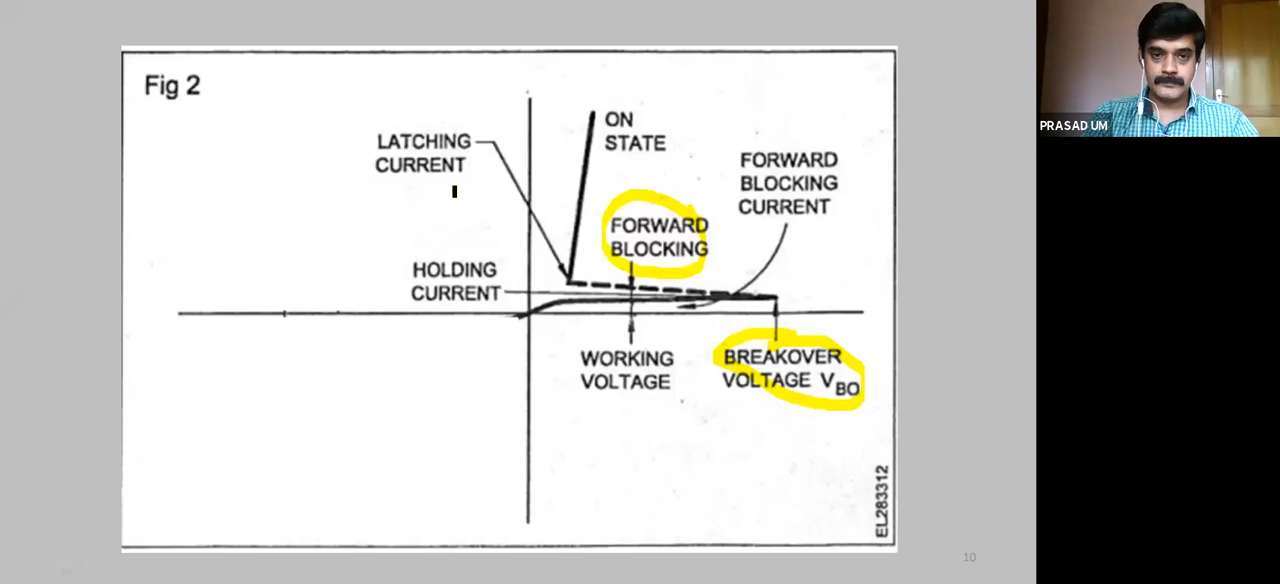 Fig 2
LATCHING
CURRENT
ON
STATE
FORWARD
BLOCKING
CURRENT
FORWARD
BLOCKING
HOLDING
CURRENT
WORKING
VOLTAGE
BREAKOVER
VOLTAGE VBO
EL283312
10
PRASAD UM